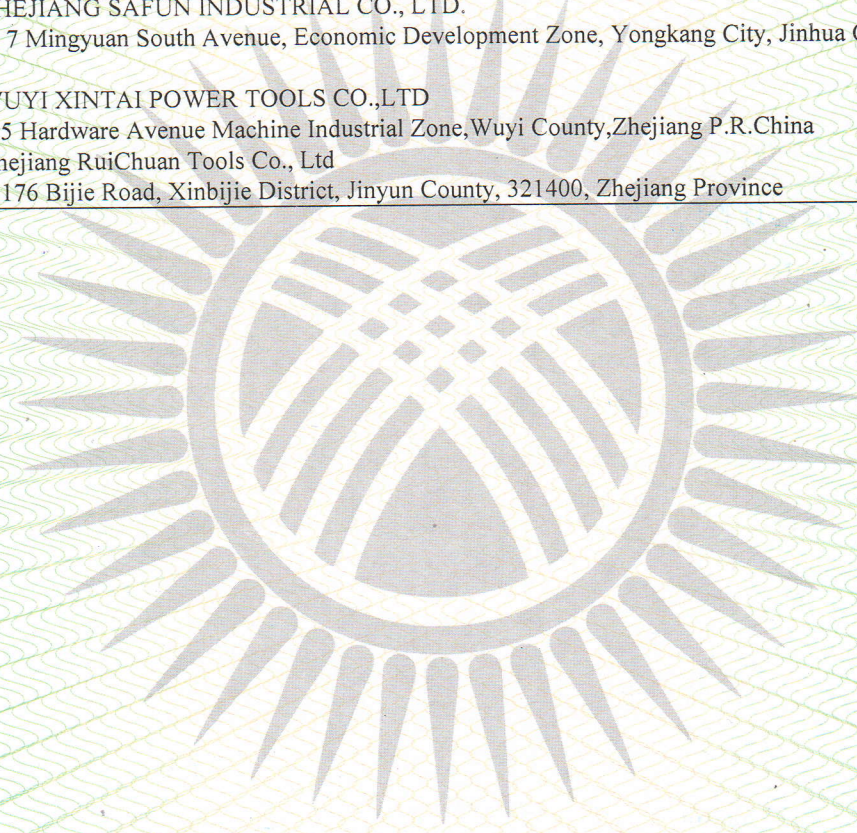 HEJIANG SAFUN INDUSTRIAL CO., LTD.
7 Mingyuan South Avenue, Economic Development Zone, Yongkang City, Jinhua
UYI XINTAI POWER TOOLS CO.,LTD
5 Hardware Avenue Machine Industrial Zone,Wuyi County,Zhejiang P.R.China
hejiang RuiChuan Tools Co., Ltd
176 Bijie Road, Xinbijie District, Jinyun County, 321400, Zhejiang Province